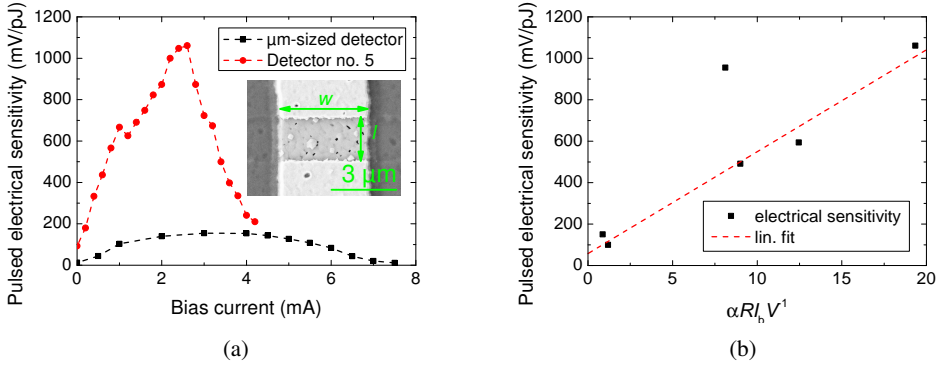 Pulsed electrical sensitivity (mV/pJ)
1200
1000
800
600
400
200
0
0 2 4 6 8
Bias current (mA)
µm-sized detector
Detector no. 5
w
l
3 µm
(a)
Pulsed electrical sensitivity (mV/pJ)
1200
1000
800
600
400
200
0
0 5 10 15 20
αRI_b V^1
electrical sensitivity
lin. fit
(b)